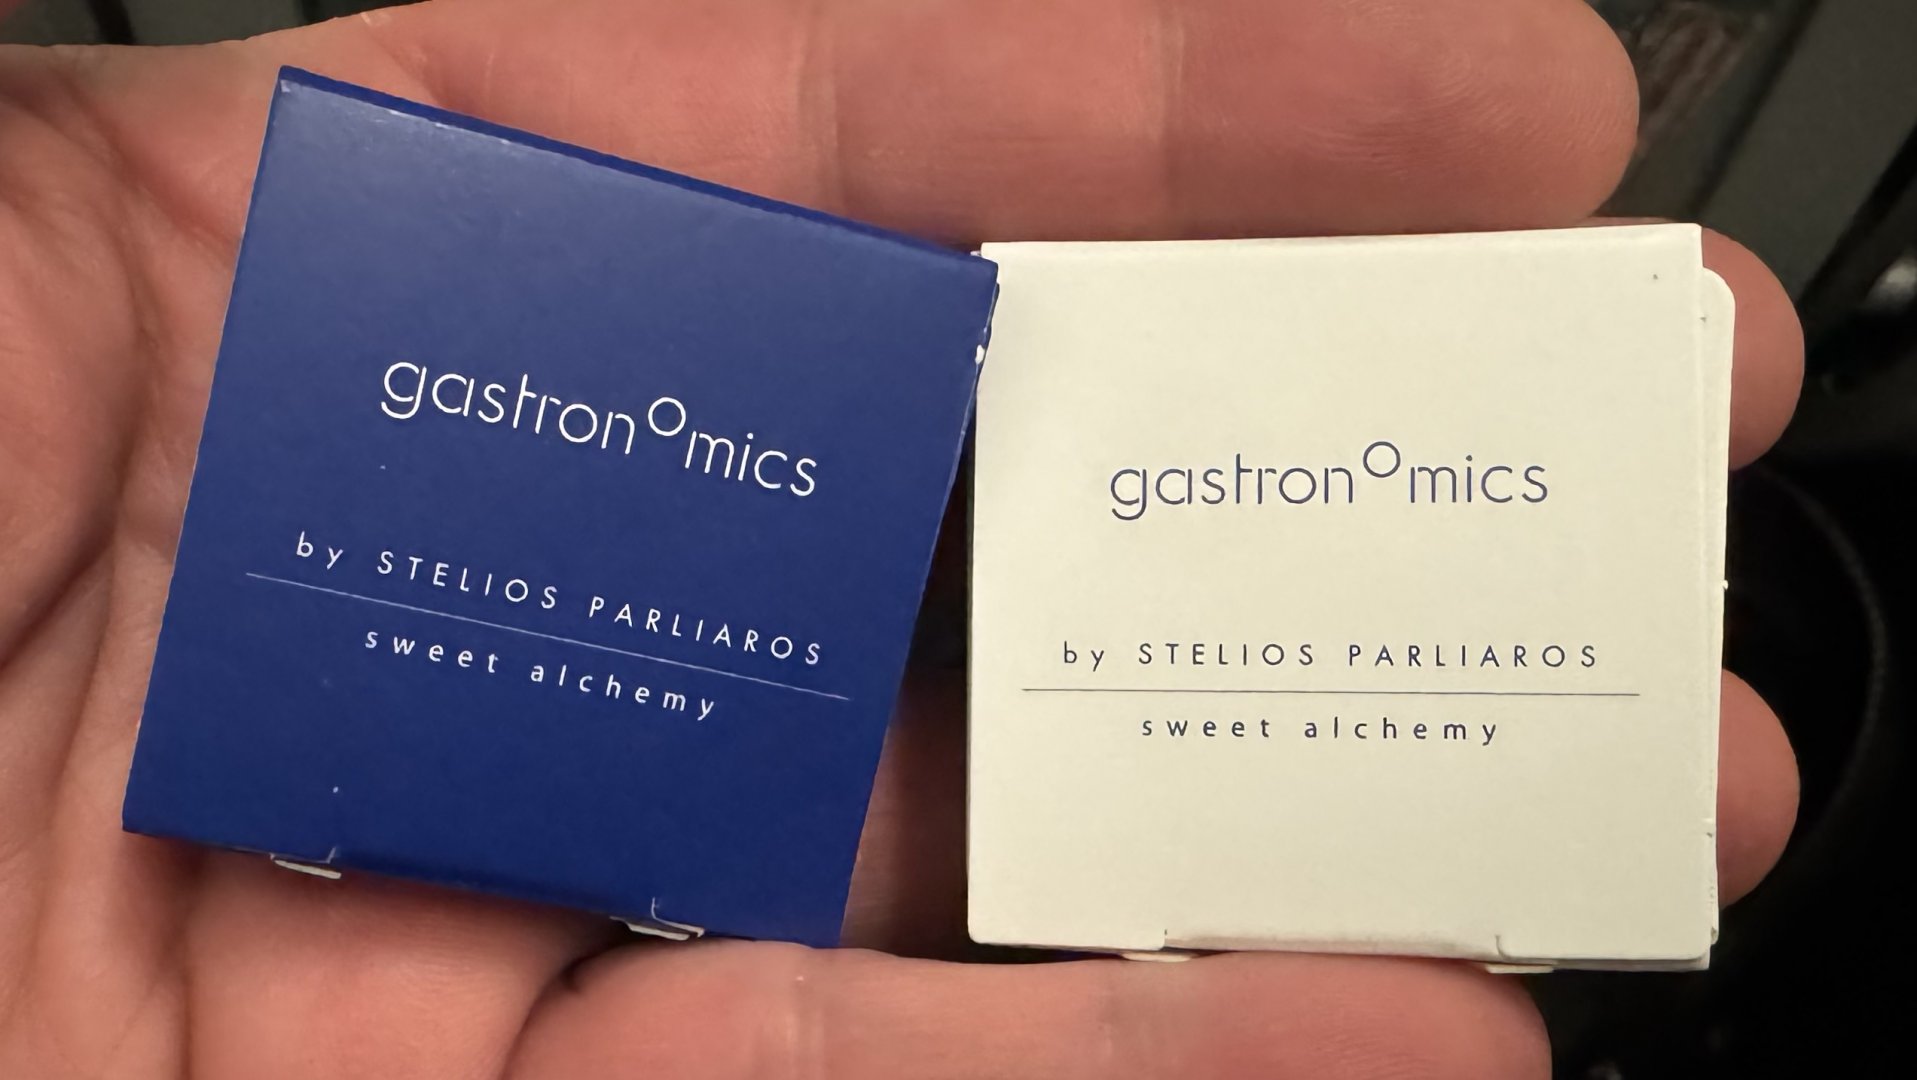 gastronomics
by STELIOS PARLIAROS
sweet alchemy
gastronomics
by STELIOS PARLIAROS
sweet alchemy